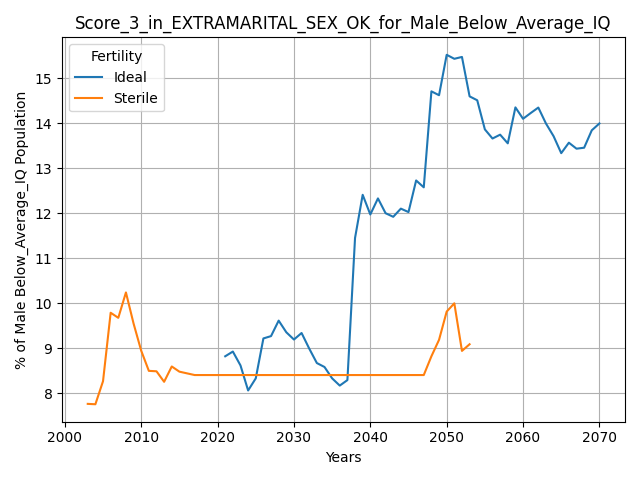 Score_3_in_EXTRAMARITAL_SEX_OK_for_Male_Below_Average_IQ
Fertility
Ideal
Sterile
% of Male Below_Average_IQ Population
15
14
13
12
11
10
9
8
2000 2010 2020 2030 2040 2050 2060 2070
Years